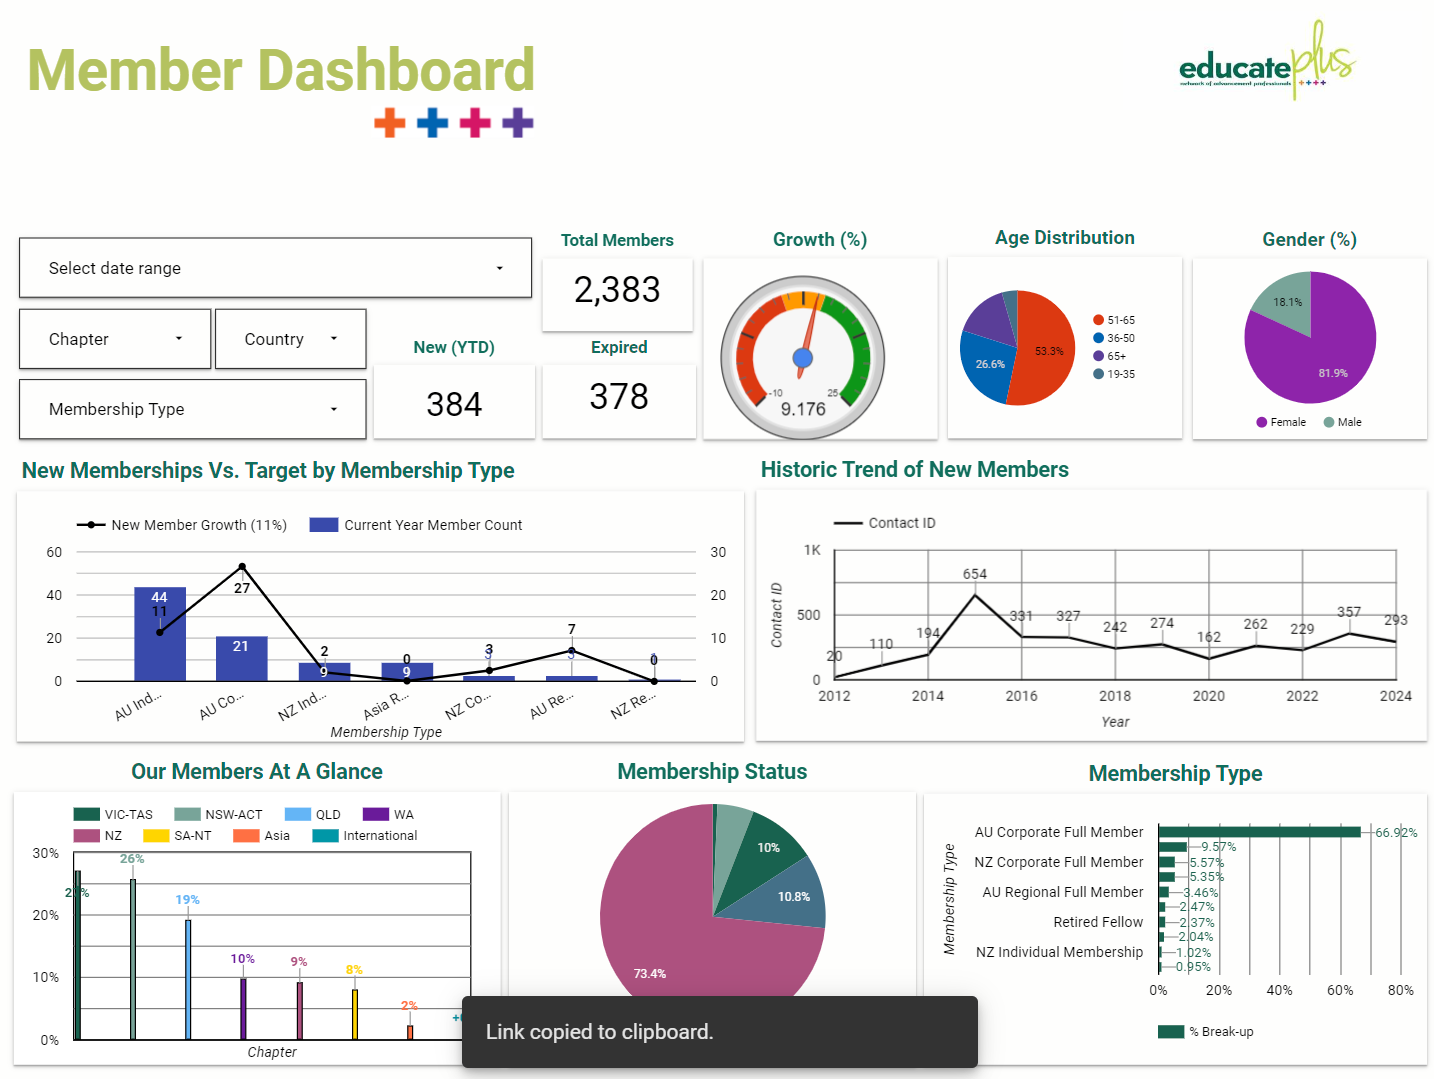 Member Dashboard
educateplus
network of advancement professionals
Select date range
Chapter
Country
Membership Type
Total Members
2,383
New (YTD)
384
Expired
378
Growth (%)
-10
25
9.176
Age Distribution
53.3%
26.6%
51-65
36-50
65+
19-35
Gender (%)
18.1%
81.9%
Female
Male
New Memberships Vs. Target by Membership Type
New Member Growth (11%)
Current Year Member Count
60
40
20
0
30
20
10
0
44
11
27
21
2
9
0
9
3
7
0
AU Ind...
AU Co...
NZ Ind...
Asia R...
NZ Co...
AU Re...
NZ Re...
Membership Type
Historic Trend of New Members
Contact ID
Contact ID
1K
500
0
20
110
194
654
331
327
242
274
162
262
229
357
293
2012
2014
2016
2018
2020
2022
2024
Year
Our Members At A Glance
VIC-TAS
NSW-ACT
QLD
WA
NZ
SA-NT
Asia
International
30%
20%
10%
0%
26%
19%
10%
9%
8%
2%
Chapter
Membership Status
10%
10.8%
73.4%
Membership Type
Membership Type
AU Corporate Full Member
NZ Corporate Full Member
AU Regional Full Member
Retired Fellow
NZ Individual Membership
66.92%
9.57%
5.57%
5.35%
3.46%
2.47%
2.37%
2.04%
1.02%
0.95%
0%
20%
40%
60%
80%
% Break-up
Link copied to clipboard.